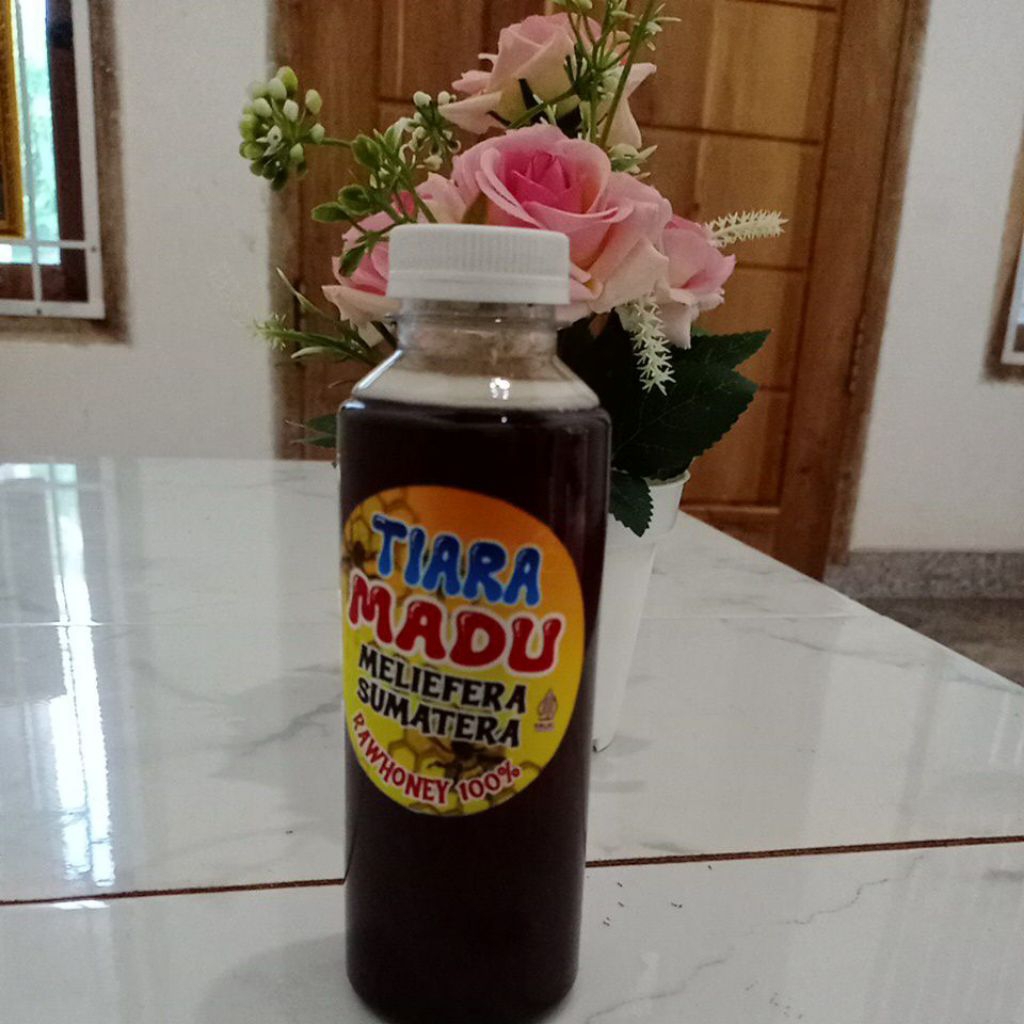 TIARA
MADU
MELIEFERA
SUMATERA
RAWHONEY 100%